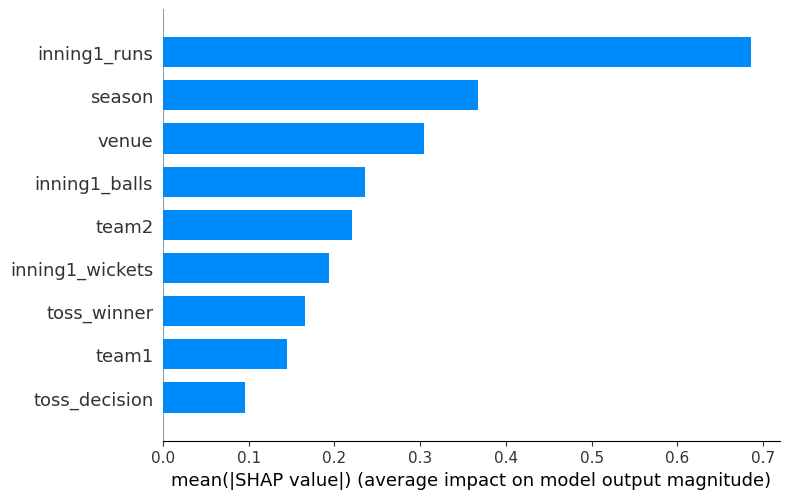 inning1_runs
season
venue
inning1_balls
team2
inning1_wickets
toss_winner
team1
toss_decision
0.0 0.1 0.2 0.3 0.4 0.5 0.6 0.7
mean(|SHAP value|) (average impact on model output magnitude)